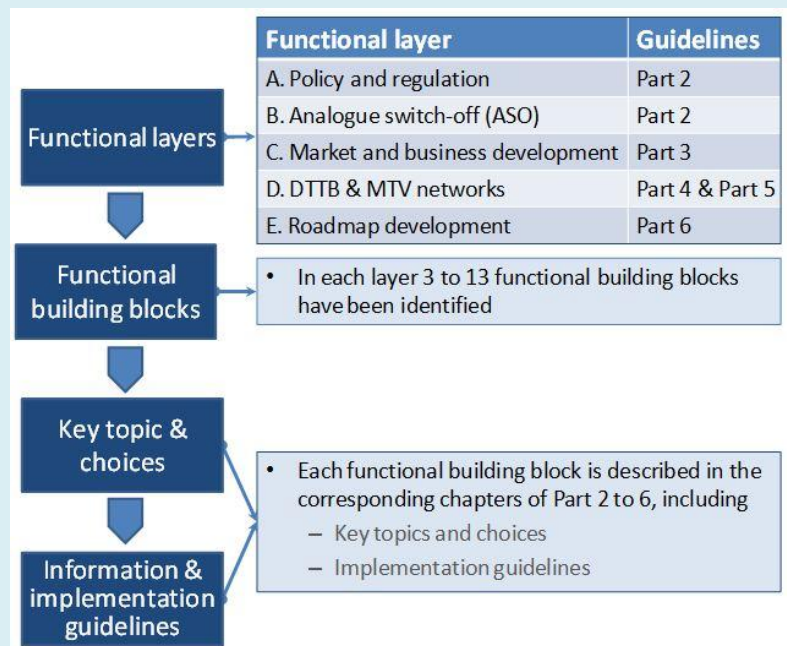 Functional layer Guidelines
A. Policy and regulation Part 2
B. Analogue switch-off (ASO) Part 2
C. Market and business development Part 3
D. DTTB & MTV networks Part 4 & Part 5
E. Roadmap development Part 6
Functional layers
Functional
building blocks
• In each layer 3 to 13 functional building blocks
have been identified
Key topic &
choices
• Each functional building block is described in the
corresponding chapters of Part 2 to 6, including
– Key topics and choices
– Implementation guidelines
Information &
implementation
guidelines